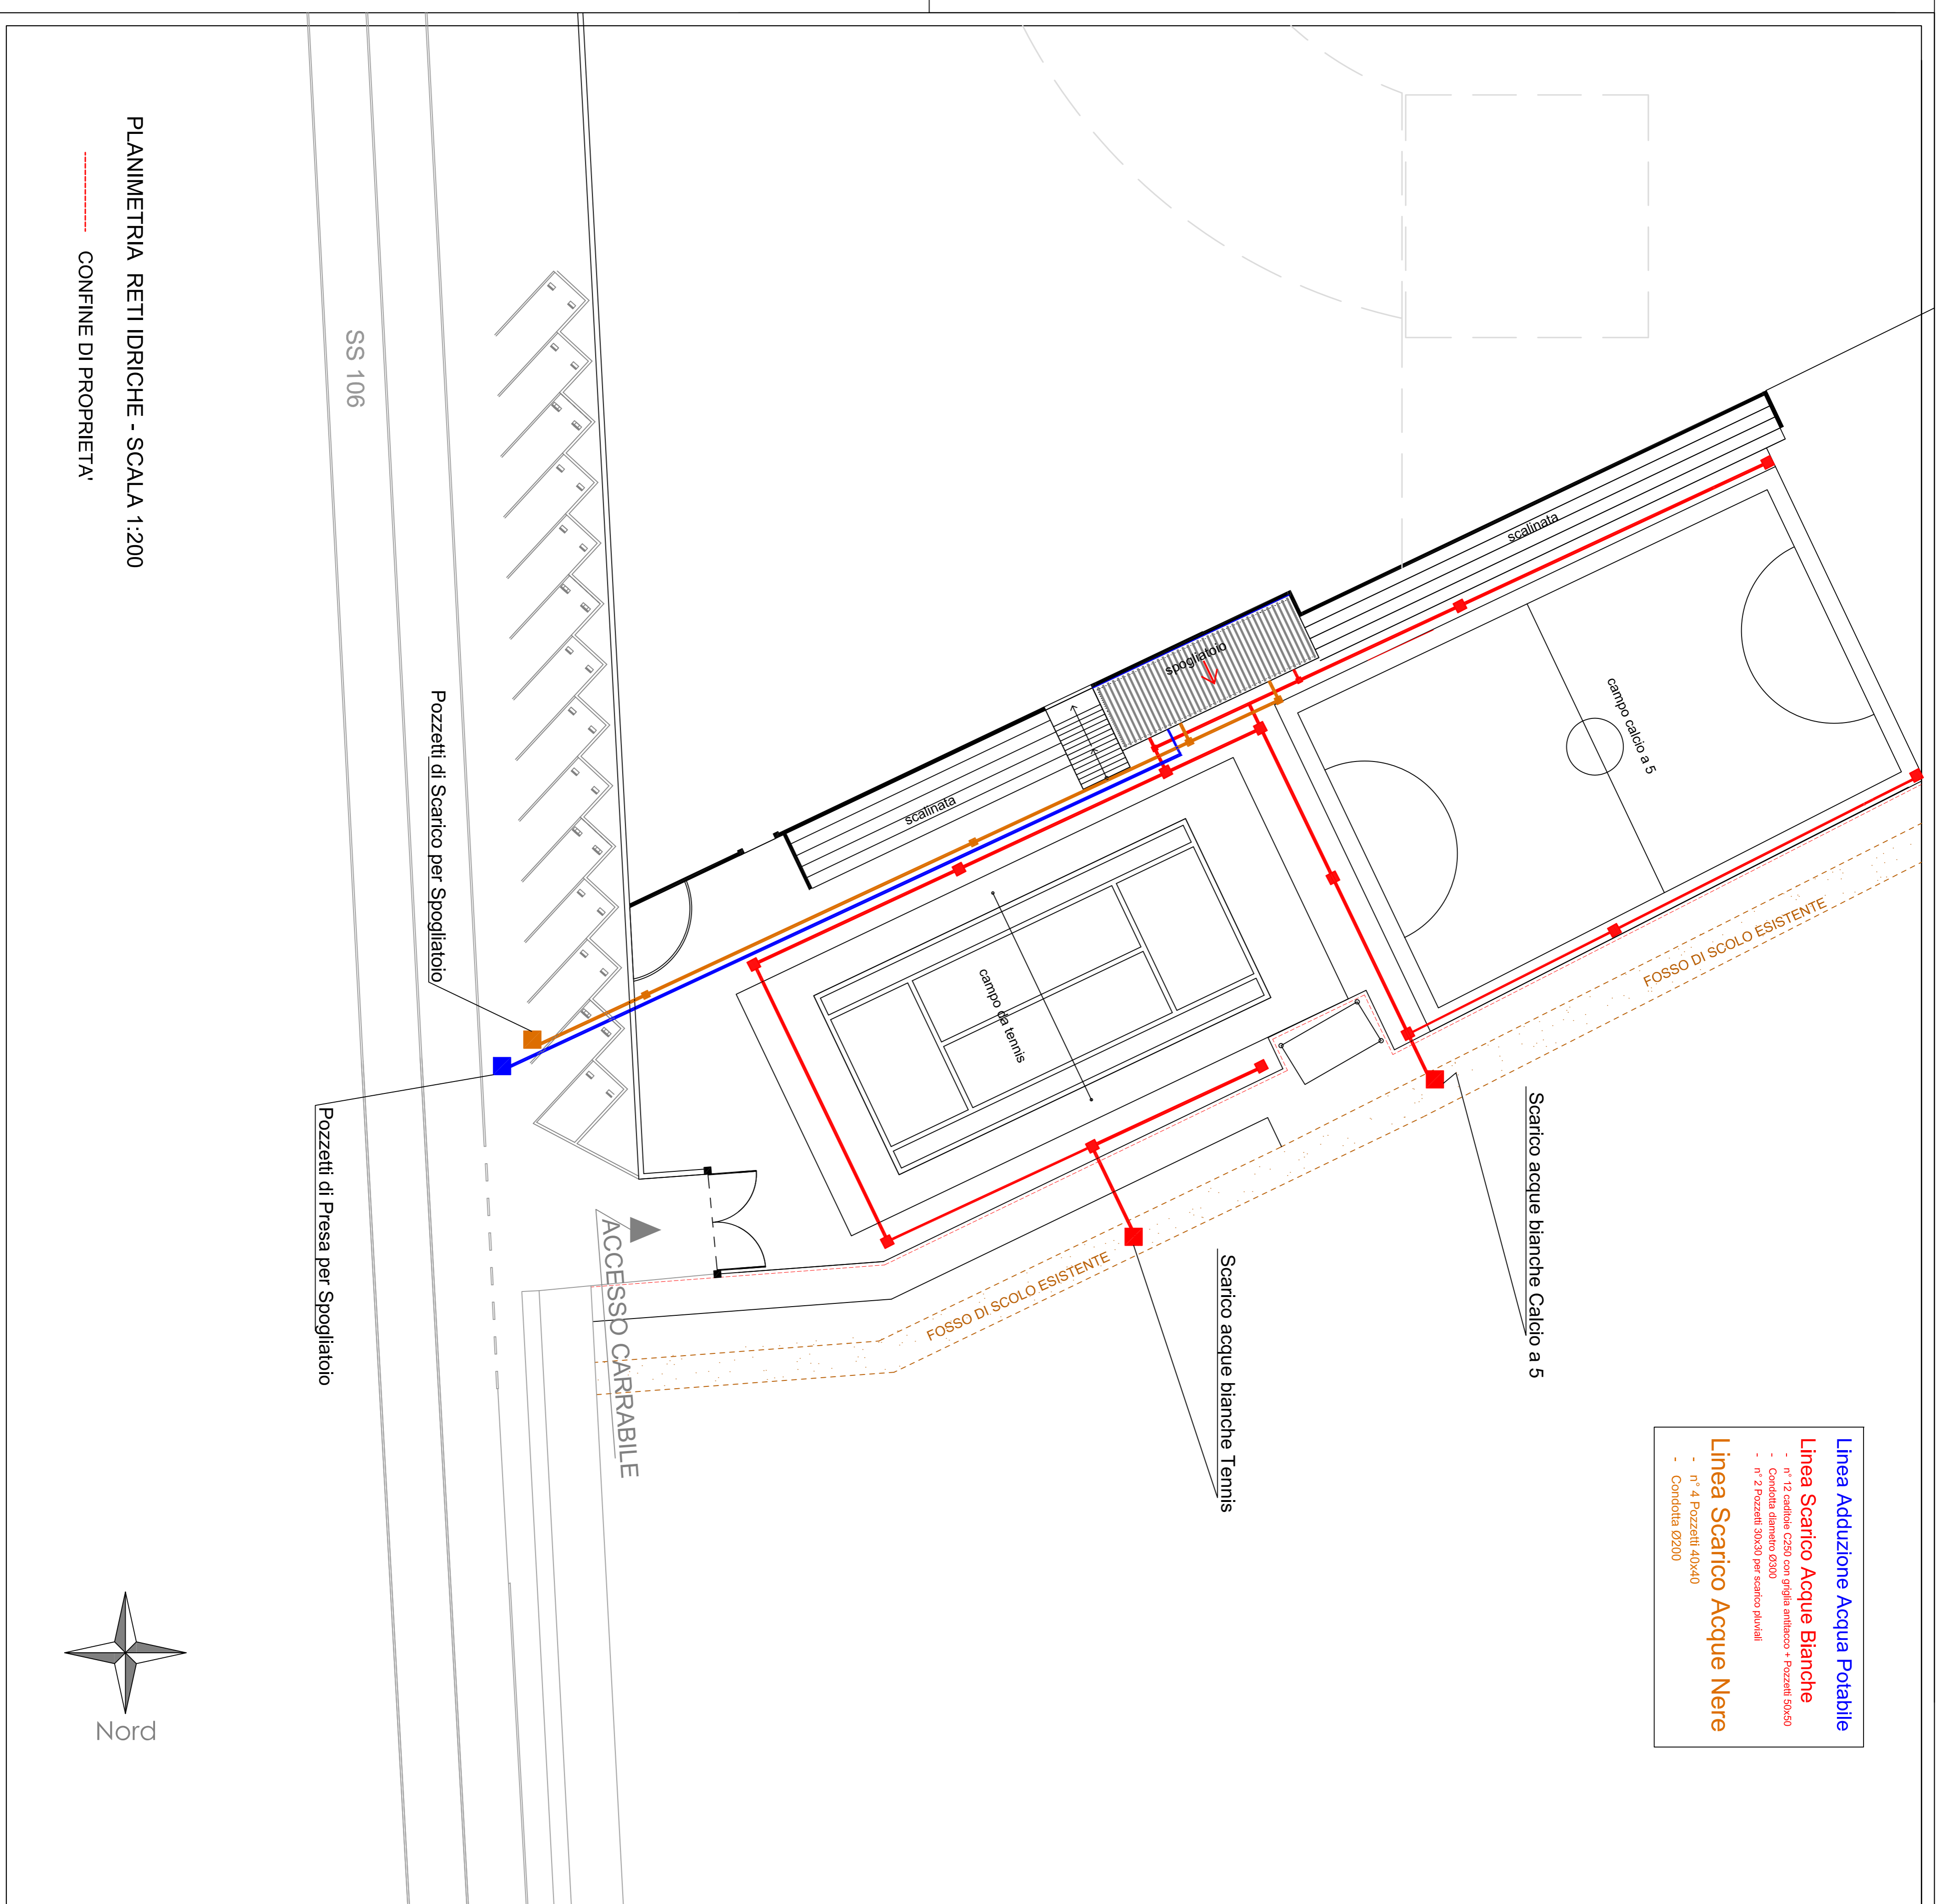 Linea Adduzione Acqua Potabile
Linea Scarico Acque Bianche
- n° 12 caditoie C250 con griglia antitacco + Pozzetti 50x50
- Condotta diametro Ø300
- n° 2 Pozzetti 30x30 per scarico pluviali
Linea Scarico Acque Nere
- n° 4 Pozzetti 40x40
- Condotta Ø200
campo calcio a 5
scalinata
FOSSO DI SCOLO ESISTENTE
Scarico acque bianche Calcio a 5
spogliatoio
Scarico acque bianche Tennis
campo da tennis
scalinata
FOSSO DI SCOLO ESISTENTE
ACCESSO CARRABILE
Pozzetti di Scarico per Spogliatoio
Pozzetti di Presa per Spogliatoio
SS 106
PLANIMETRIA RETI IDRICHE - SCALA 1:200
CONFINE DI PROPRIETA'
Nord